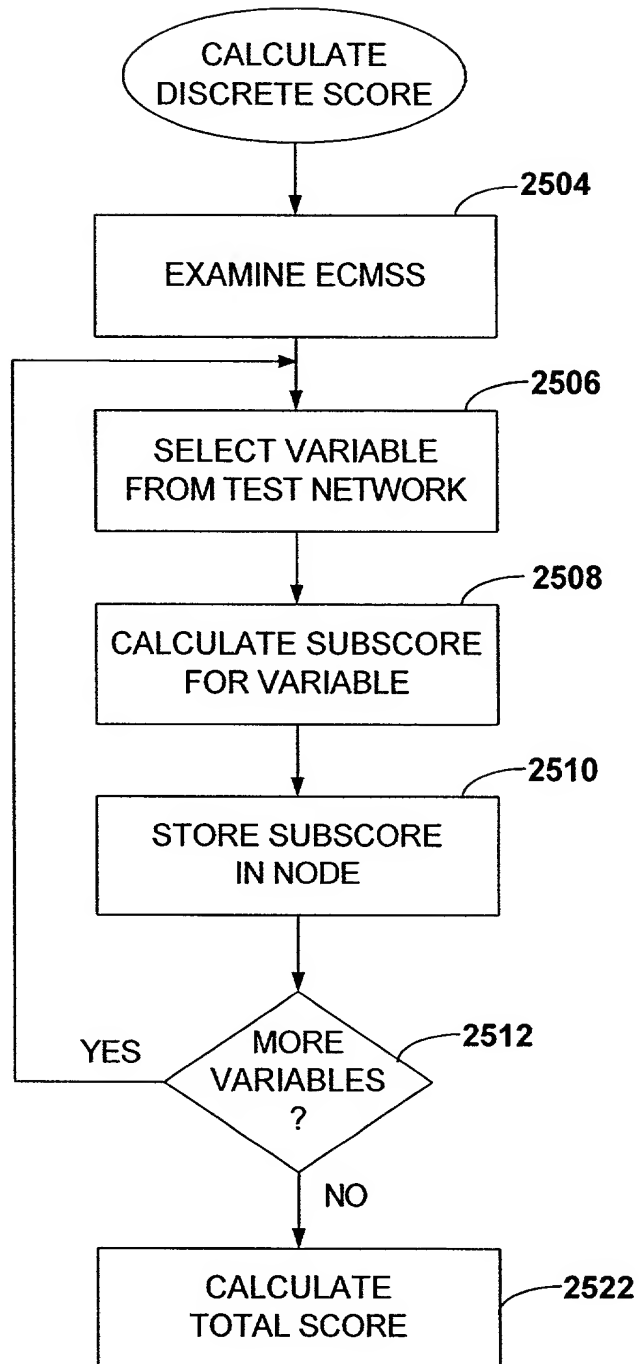 CALCULATE
DISCRETE SCORE
2504
EXAMINE ECMSS
2506
SELECT VARIABLE
FROM TEST NETWORK
2508
CALCULATE SUBSCORE
FOR VARIABLE
2510
STORE SUBSCORE
IN NODE
YES
MORE
VARIABLES
?
2512
NO
CALCULATE
TOTAL SCORE
2522